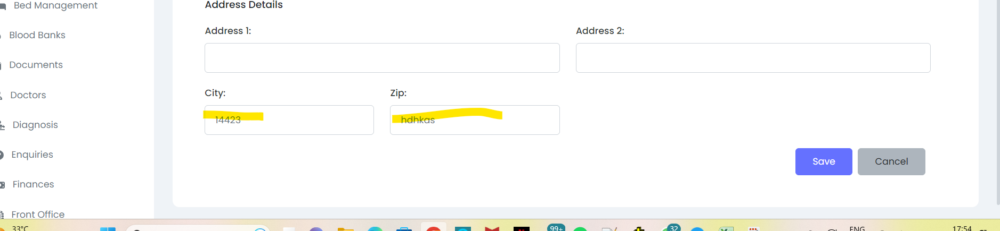 Bed Management
Address Details
Address 1:
Address 2:
Blood Banks
Documents
City:
Zip:
Doctors
14423
hdhkas
Diagnosis
Enquiries
Save
Cancel
Finances
Front Office
33°C
99+
32
ENG
17:54